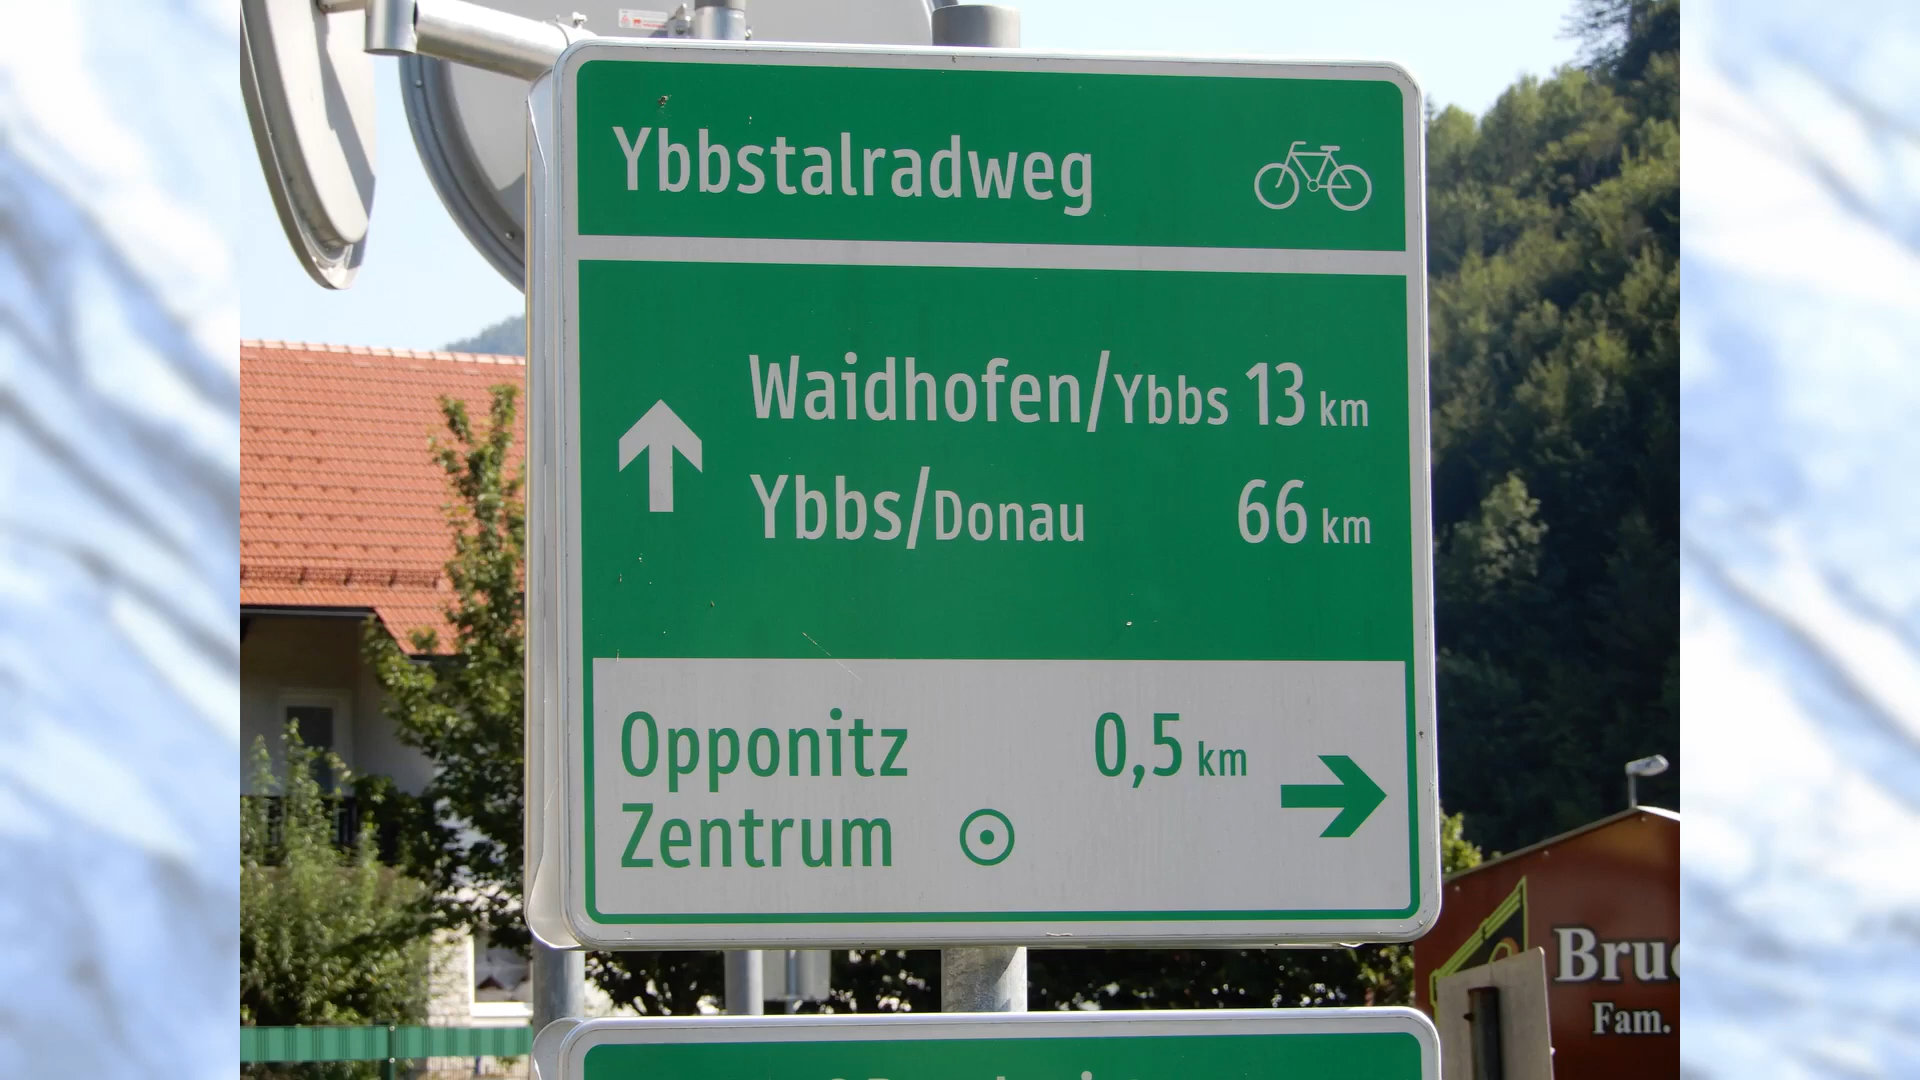 Ybbstalradweg
Waidhofen/Ybbs 13 km
Ybbs/Donau 66 km
Opponitz 0,5 km
Zentrum
Fam.